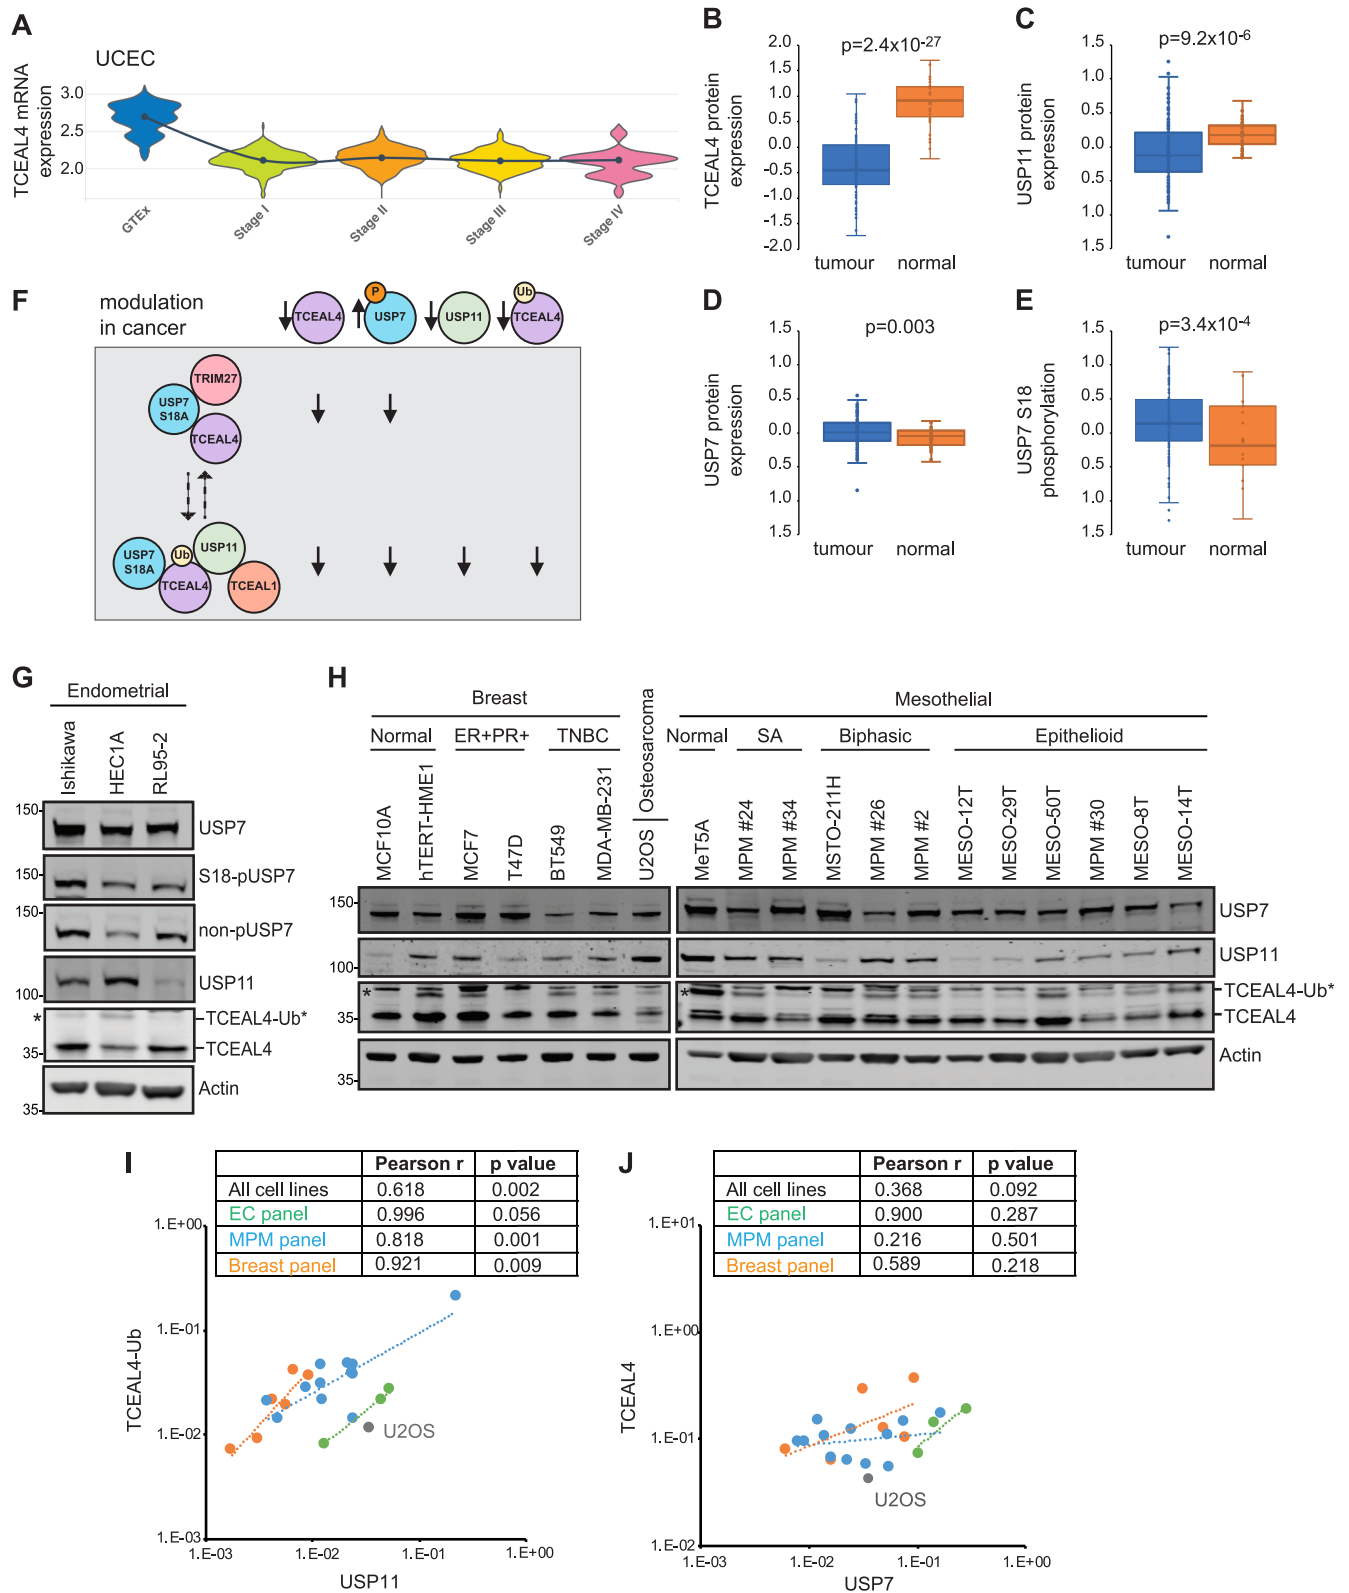 A
UCEC
TCEAL4 mRNA
expression
3.0
2.5
2.0
GTEx
Stage I
Stage II
Stage III
Stage IV
B
p=2.4x10-27
TCEAL4 protein
expression
2.0
1.5
1.0
0.5
0.0
-0.5
-1.0
-1.5
-2.0
tumour normal
C
p=9.2x10-6
USP11 protein
expression
1.5
1.0
0.5
0.0
0.5
1.0
1.5
tumour normal
D
p=0.003
USP7 protein
expression
1.5
1.0
0.5
0.0
0.5
1.0
1.5
tumour normal
E
p=3.4x10-4
USP7 S18
phosphorylation
1.5
1.0
0.5
0.0
0.5
1.0
1.5
tumour normal
F
modulation
in cancer
TCEAL4
P
USP7
USP11
Ub
TCEAL4
TRIM27
USP7
S18A
TCEAL4
USP7
S18A
Ub
USP11
TCEAL4
TCEAL1
G
Endometrial
Ishikawa
HEC1A
RL95-2
150
USP7
150
S18-pUSP7
150
non-pUSP7
USP11
100
*
TCEAL4-Ub*
TCEAL4
35
Actin
35
H
Breast
Normal
ER+PR+
TNBC
Osteosarcoma
Mesothelial
Normal
SA
Biphasic
Epithelioid
MCF10A
hTERT-HME1
MCF7
T47D
BT549
MDA-MB-231
U2OS
MeT5A
MPM #24
MPM #34
MSTO-211H
MPM #26
MPM #2
MESO-12T
MESO-29T
MESO-50T
MPM #30
MESO-8T
MESO-14T
150
USP7
USP11
100
*
*
TCEAL4-Ub*
TCEAL4
35
Actin
35
I
Pearson r p value
All cell lines 0.618 0.002
EC panel 0.996 0.056
MPM panel 0.818 0.001
Breast panel 0.921 0.009
TCEAL4-Ub
1.E+00
1.E-01
1.E-02
1.E-03
U2OS
1.E-03 1.E-02 1.E-01 1.E+00
USP11
J
Pearson r p value
All cell lines 0.368 0.092
EC panel 0.900 0.287
MPM panel 0.216 0.501
Breast panel 0.589 0.218
TCEAL4
1.E+01
1.E+00
1.E-01
1.E-02
U2OS
1.E-03 1.E-02 1.E-01 1.E+00
USP7